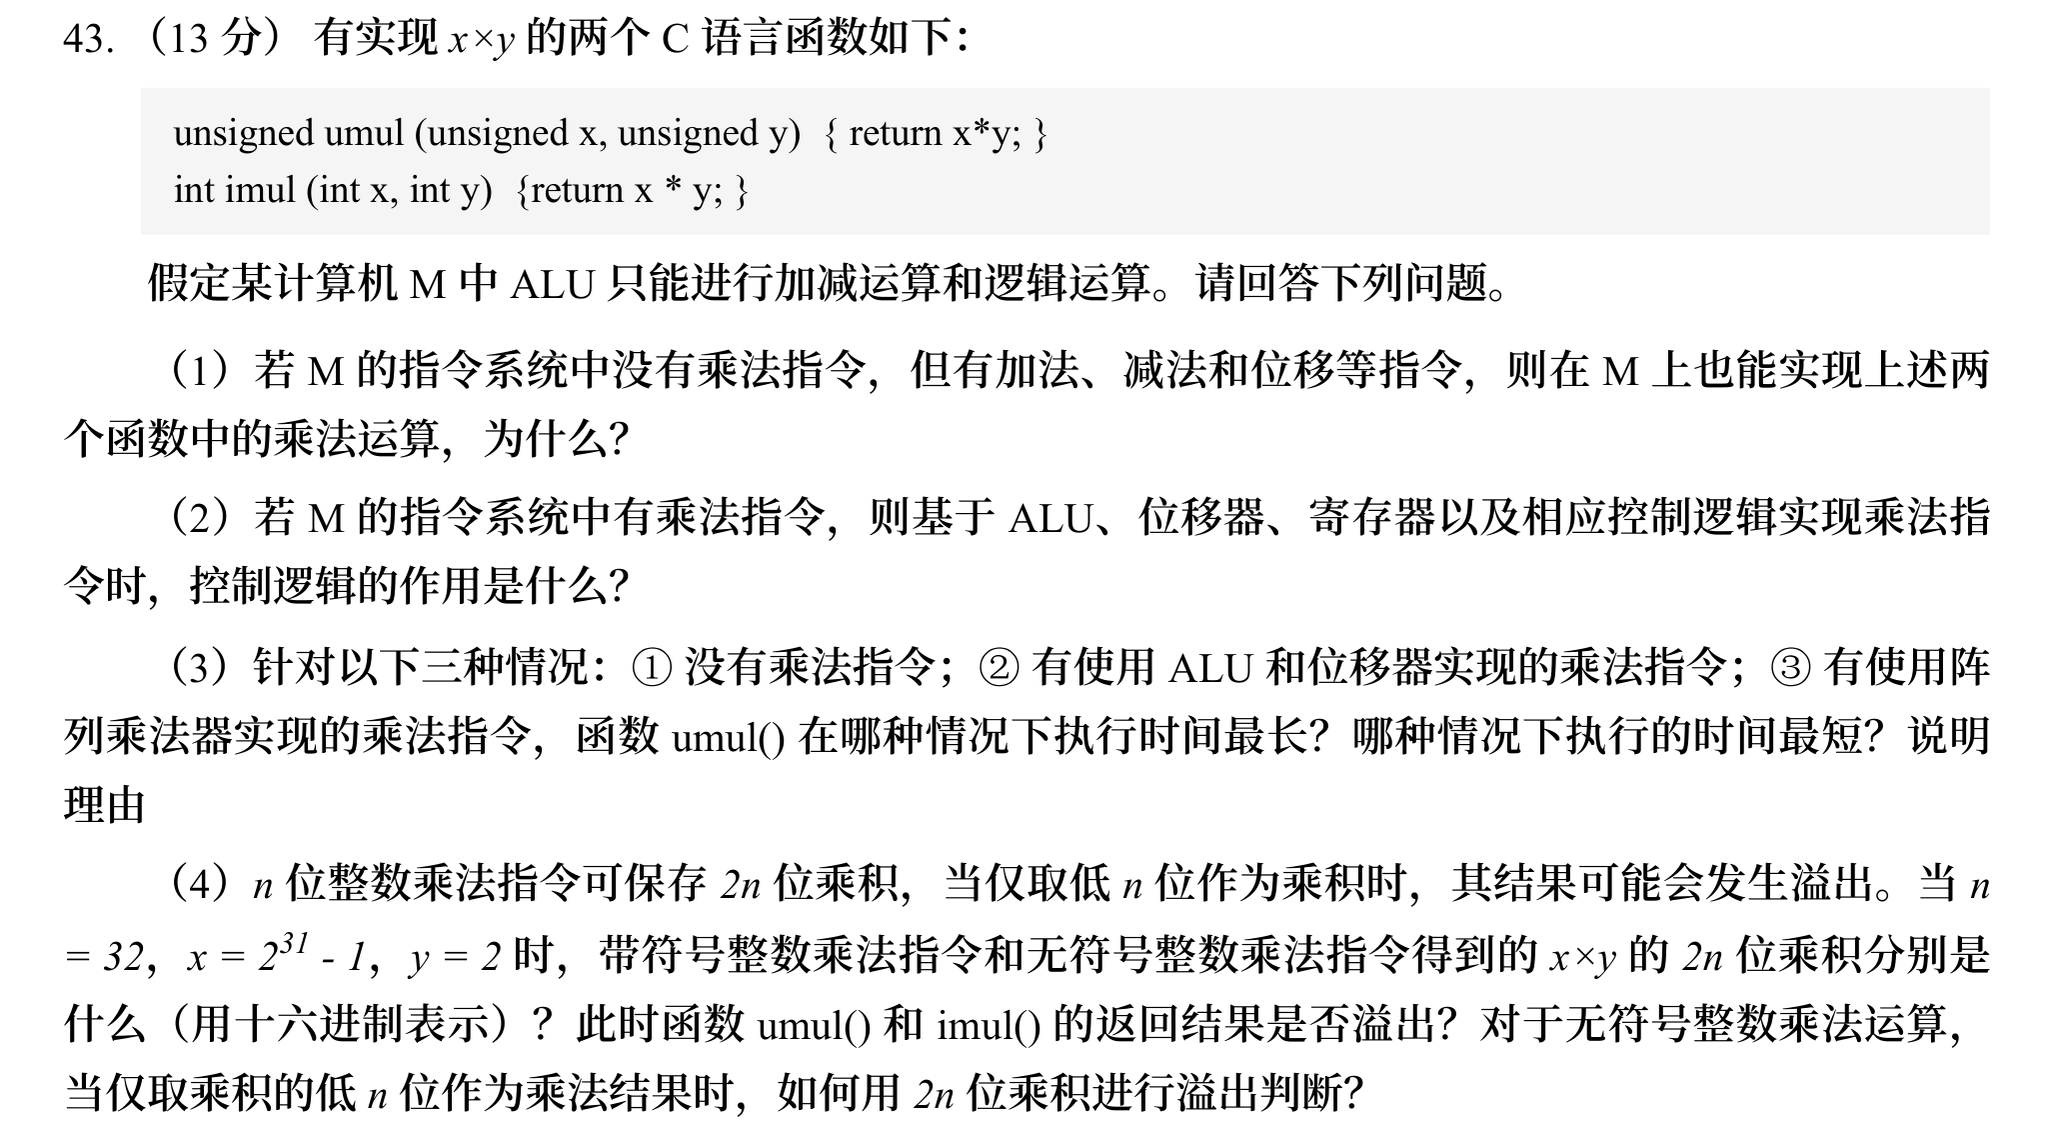 43. （13 分） 有实现 x×y 的两个 C 语言函数如下：
unsigned umul (unsigned x, unsigned y) { return x*y; }
int imul (int x, int y) {return x * y; }
假定某计算机 M 中 ALU 只能进行加减运算和逻辑运算。请回答下列问题。
（1）若 M 的指令系统中没有乘法指令，但有加法、减法和位移等指令，则在 M 上也能实现上述两
个函数中的乘法运算，为什么？
（2）若 M 的指令系统中有乘法指令，则基于 ALU、位移器、寄存器以及相应控制逻辑实现乘法指
令时，控制逻辑的作用是什么？
（3）针对以下三种情况：① 没有乘法指令；② 有使用 ALU 和位移器实现的乘法指令；③ 有使用阵
列乘法器实现的乘法指令，函数 umul() 在哪种情况下执行时间最长？哪种情况下执行的时间最短？说明
理由
（4）n 位整数乘法指令可保存 2n 位乘积，当仅取低 n 位作为乘积时，其结果可能会发生溢出。当 n
= 32，x = 2^31 - 1，y = 2 时，带符号整数乘法指令和无符号整数乘法指令得到的 x×y 的 2n 位乘积分别是
什么（用十六进制表示）？此时函数 umul() 和 imul() 的返回结果是否溢出？对于无符号整数乘法运算，
当仅取乘积的低 n 位作为乘法结果时，如何用 2n 位乘积进行溢出判断？